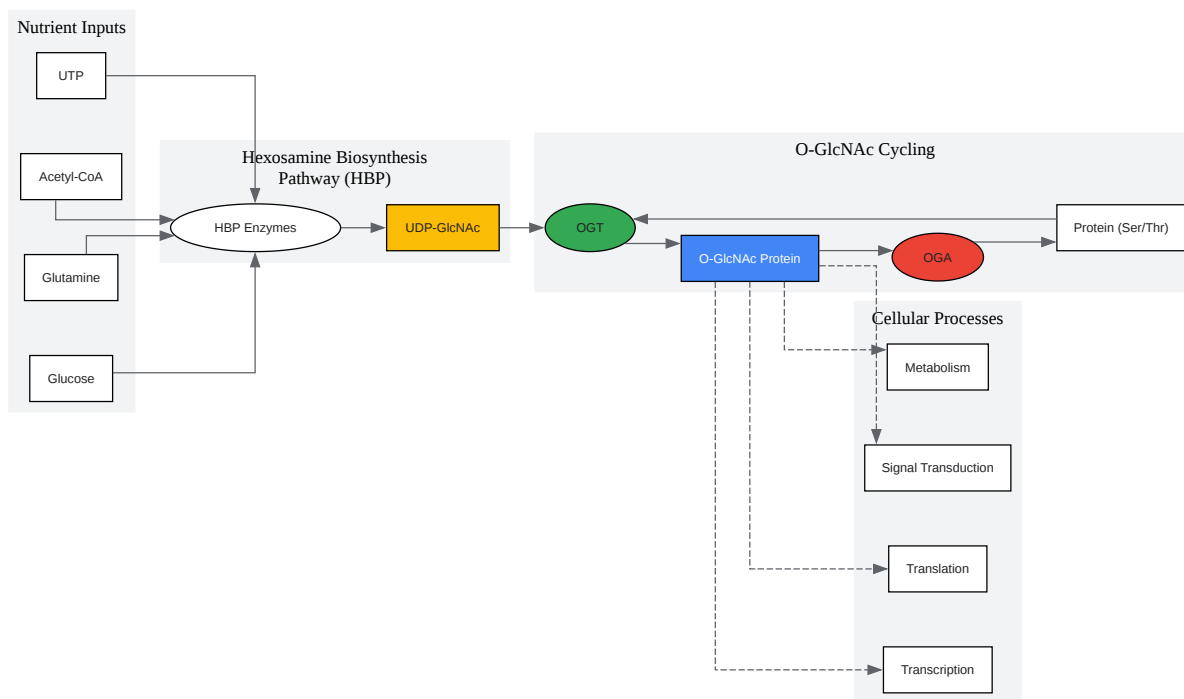 Nutrient Inputs
UTP
Acetyl-CoA
Glutamine
Glucose
Hexosamine Biosynthesis
Pathway (HBP)
HBP Enzymes
UDP-GlcNAc
O-GlcNAc Cycling
OGT
O-GlcNAc Protein
OGA
Protein (Ser/Thr)
Cellular Processes
Metabolism
Signal Transduction
Translation
Transcription